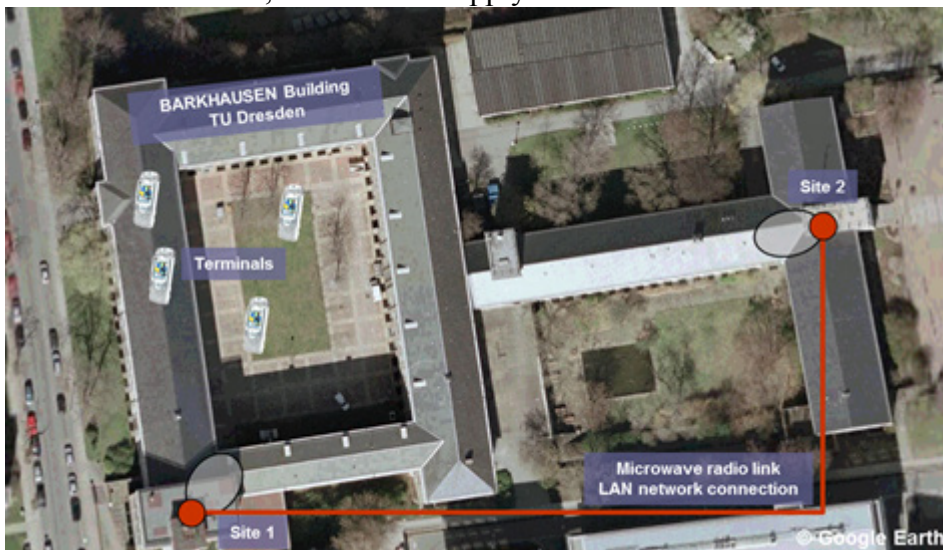 BARKHAUSEN Building
TU Dresden
Site 2
Terminals
Microwave radio link
LAN network connection
Site 1
© Google Earth